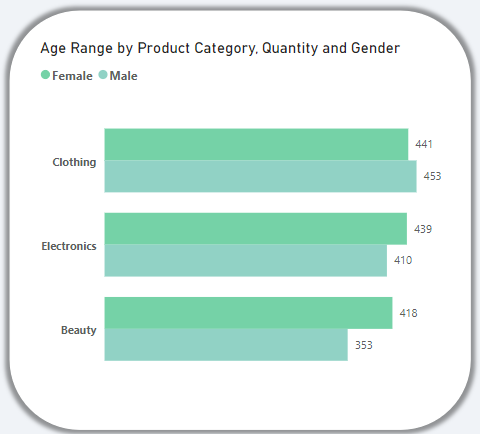 Age Range by Product Category, Quantity and Gender
Female Male
Clothing
441
453
Electronics
439
410
Beauty
418
353